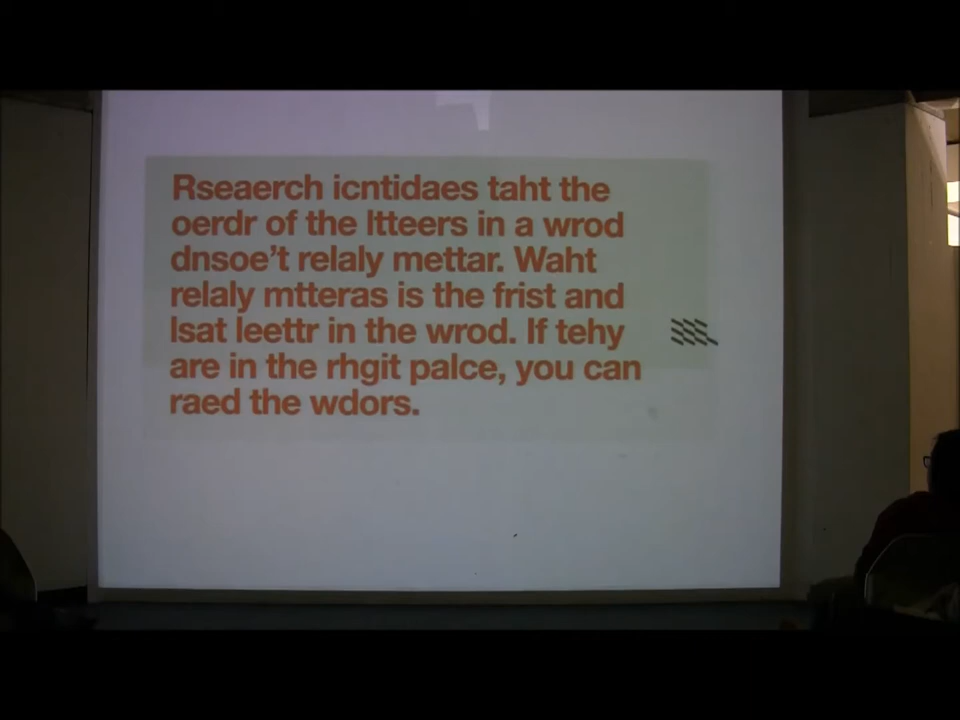 Rseaerch icntidaes taht the
oerdr of the ltteers in a wrod
dnsoe't relaly mettar. Waht
relaly mtteras is the frist and
lsat leettr in the wrod. If tehy
are in the rhgit palce, you can
raed the wdors.